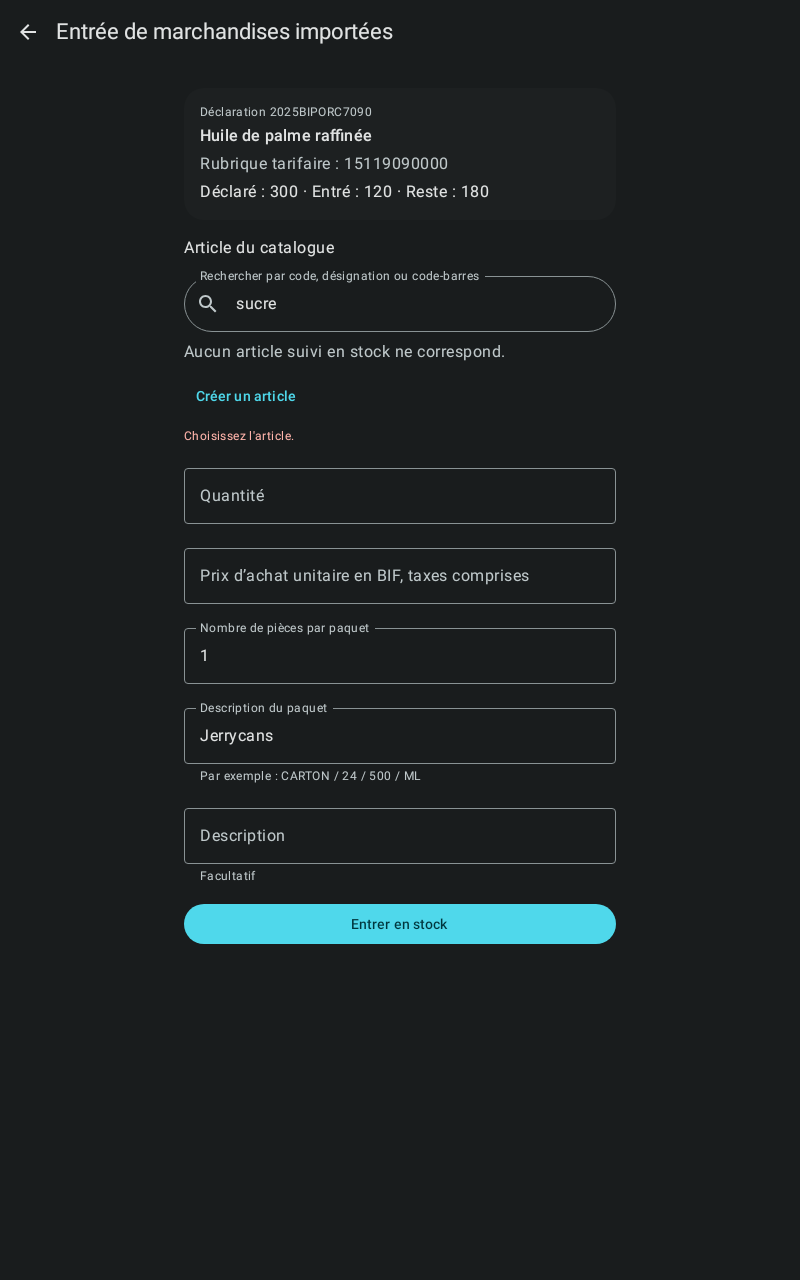 Entrée de marchandises importées
Déclaration 2025BIPORC7090
Huile de palme raffinée
Rubrique tarifaire : 15119090000
Déclaré : 300 · Entré : 120 · Reste : 180
Article du catalogue
Rechercher par code, désignation ou code-barres
sucre
Aucun article suivi en stock ne correspond.
Créer un article
Choisissez l'article.
Quantité
Prix d’achat unitaire en BIF, taxes comprises
Nombre de pièces par paquet
1
Description du paquet
Jerrycans
Par exemple : CARTON / 24 / 500 / ML
Description
Facultatif
Entrer en stock